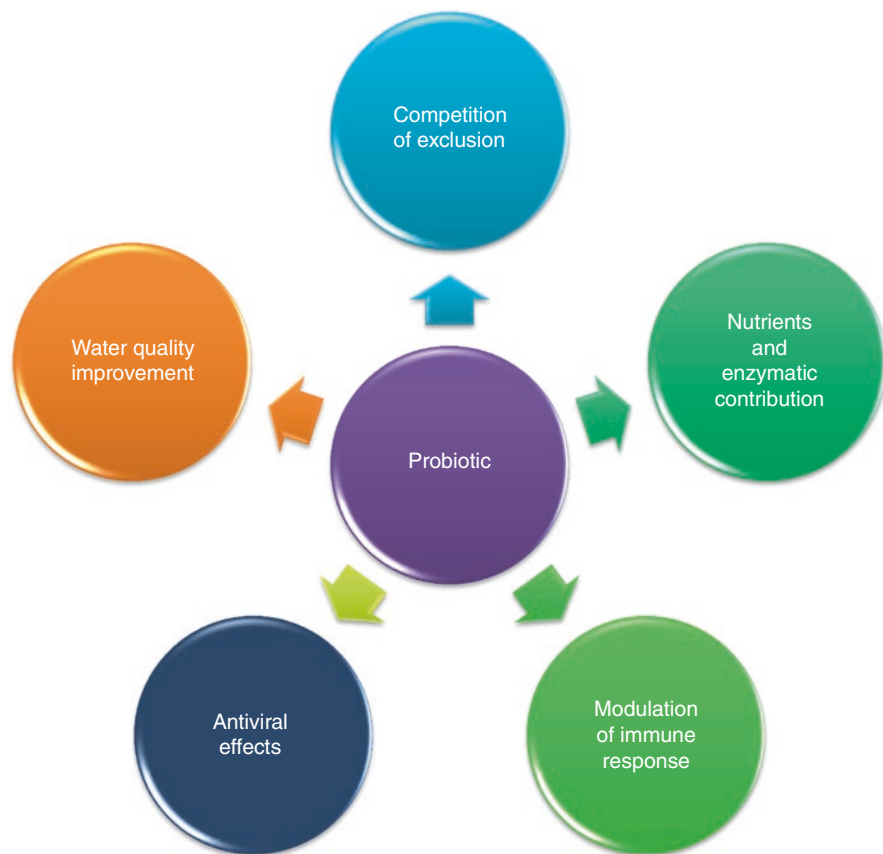 Competition
of exclusion
Water quality
improvement
Nutrients
and
enzymatic
contribution
Probiotic
Antiviral
effects
Modulation
of immune
response